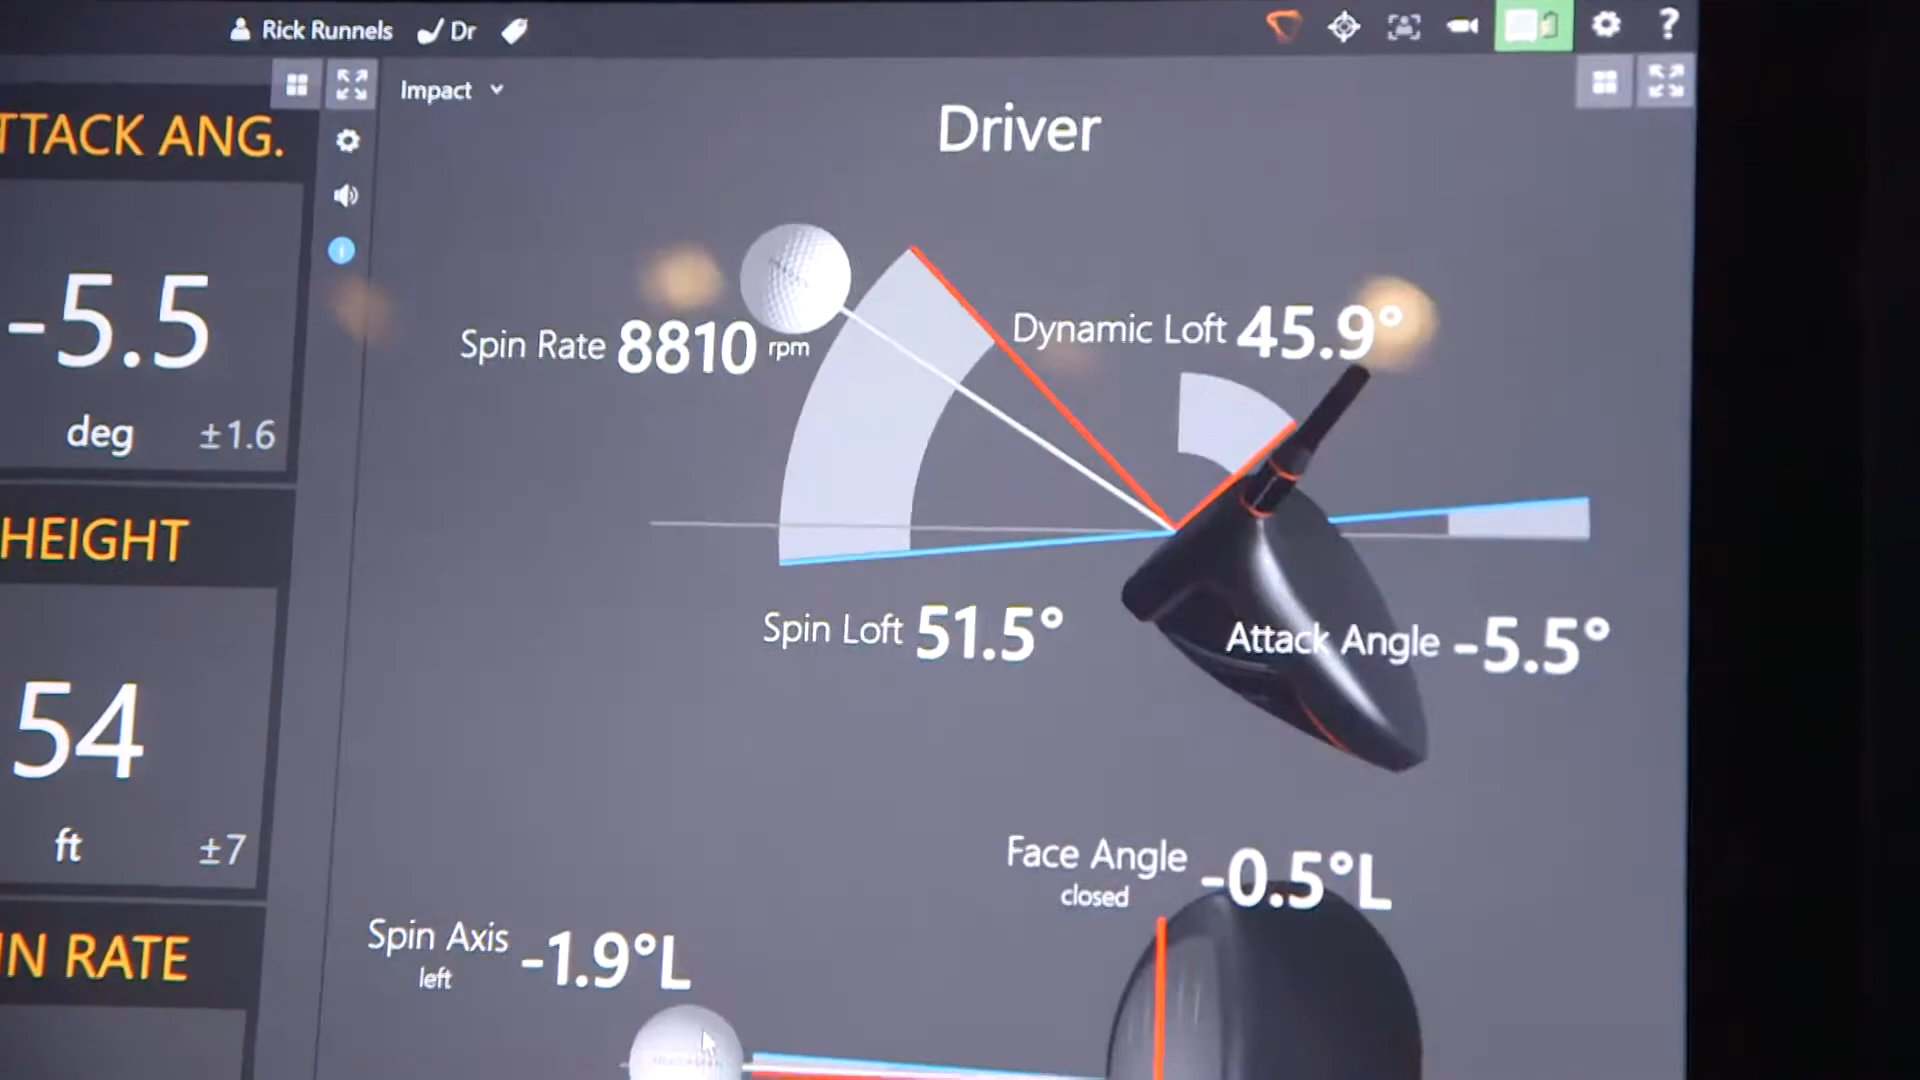 Rick Runnels Dr
?
TTACK ANG.
-5.5
deg ±1.6
HEIGHT
54
ft ±7
IN RATE
Impact
Driver
Spin Rate 8810 rpm
Dynamic Loft 45.9°
Spin Loft 51.5°
Attack Angle -5.5°
Face Angle -0.5°L
closed
Spin Axis -1.9°L
left